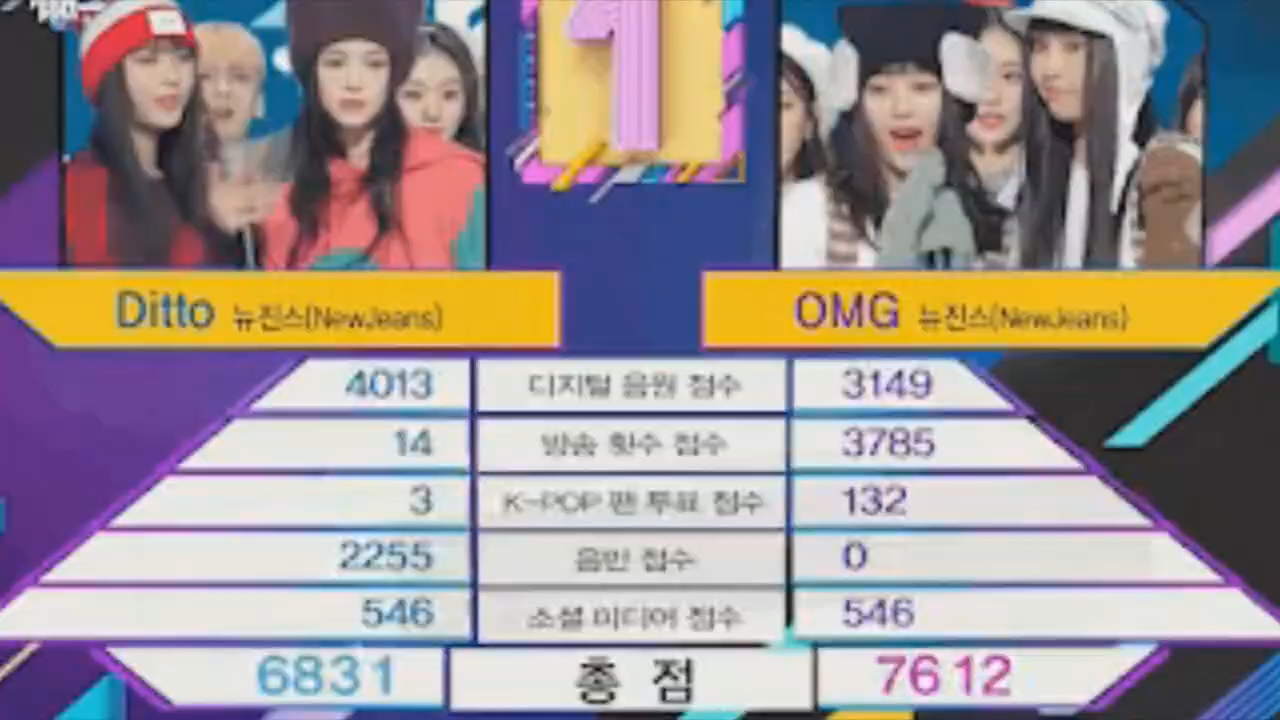 1
Ditto 뉴진스(NewJeans)
OMG 뉴진스(NewJeans)
4013 디지털 음원 점수 3149
14 방송 횟수 점수 3785
3 K-POP 팬 투표 점수 132
2255 음반 점수 0
546 소셜 미디어 점수 546
6831 총 점 7612